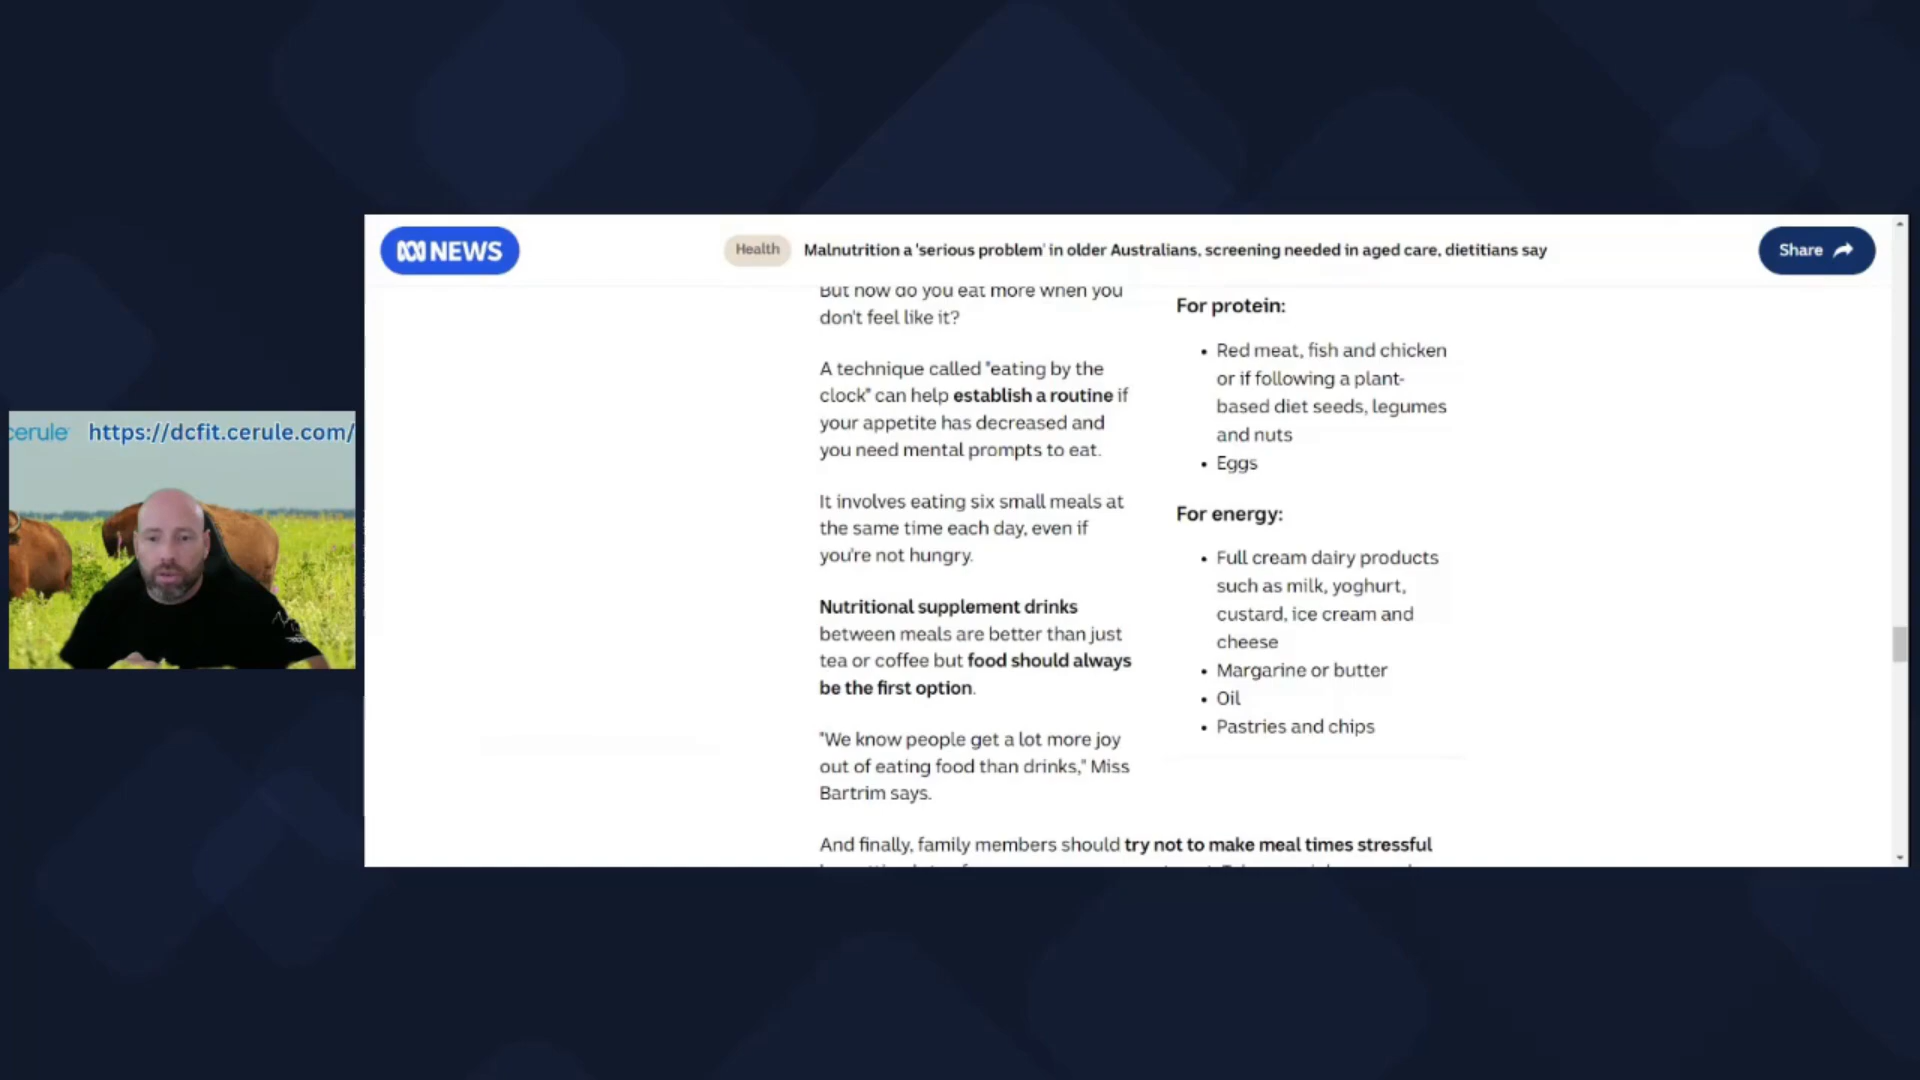 NEWS
Health
Malnutrition a 'serious problem' in older Australians, screening needed in aged care, dietitians say
Share
But how do you eat more when you
don't feel like it?
A technique called "eating by the
clock" can help establish a routine if
your appetite has decreased and
you need mental prompts to eat.
It involves eating six small meals at
the same time each day, even if
you're not hungry.
Nutritional supplement drinks
between meals are better than just
tea or coffee but food should always
be the first option.
"We know people get a lot more joy
out of eating food than drinks," Miss
Bartrim says.
And finally, family members should try not to make meal times stressful
For protein:
• Red meat, fish and chicken
or if following a plant-
based diet seeds, legumes
and nuts
• Eggs
For energy:
• Full cream dairy products
such as milk, yoghurt,
custard, ice cream and
cheese
• Margarine or butter
• Oil
• Pastries and chips
cerule https://dcfit.cerule.com/